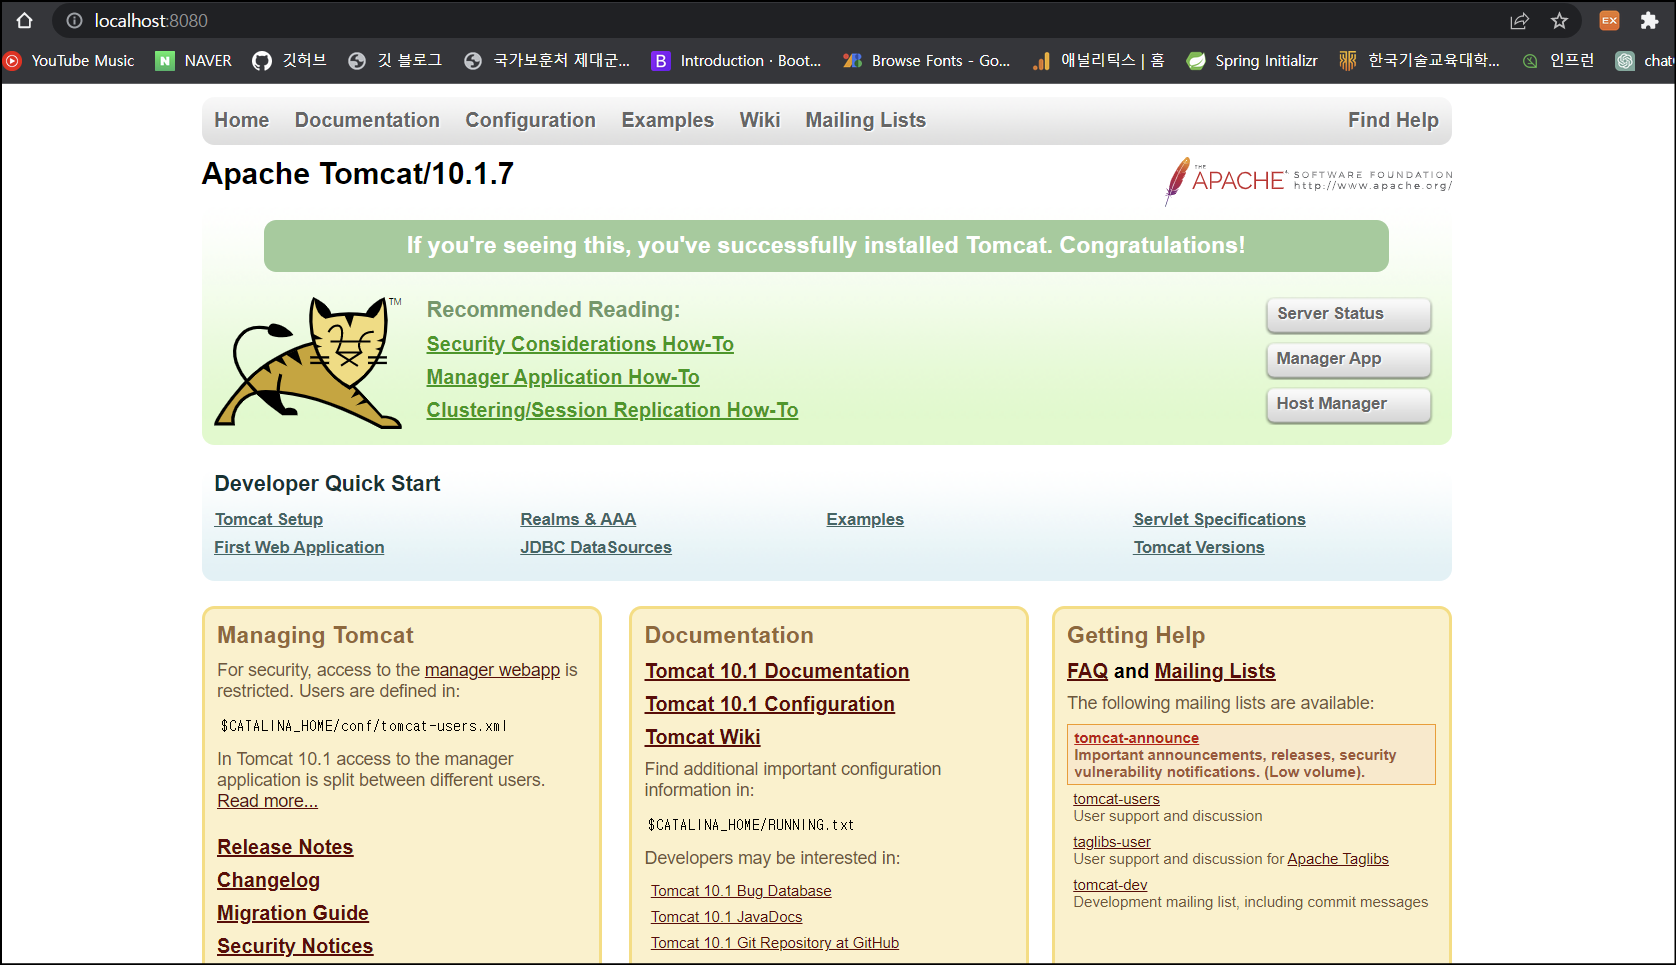 localhost:8080
EX
YouTube Music
N NAVER
깃허브
깃 블로그
국가보훈처 제대군...
B Introduction · Boot...
Browse Fonts - Go...
애널리틱스 | 홈
Spring Initializr
한국기술교육대학...
인프런
chat
Home Documentation Configuration Examples Wiki Mailing Lists Find Help
Apache Tomcat/10.1.7
THE
APACHE SOFTWARE FOUNDATION
http://www.apache.org/
If you're seeing this, you've successfully installed Tomcat. Congratulations!
TM
Recommended Reading:
Security Considerations How-To
Manager Application How-To
Clustering/Session Replication How-To
Server Status
Manager App
Host Manager
Developer Quick Start
Tomcat Setup
First Web Application
Realms & AAA
JDBC DataSources
Examples
Servlet Specifications
Tomcat Versions
Managing Tomcat
For security, access to the manager webapp is
restricted. Users are defined in:
$CATALINA_HOME/conf/tomcat-users.xml
In Tomcat 10.1 access to the manager
application is split between different users.
Read more...
Release Notes
Changelog
Migration Guide
Security Notices
Documentation
Tomcat 10.1 Documentation
Tomcat 10.1 Configuration
Tomcat Wiki
Find additional important configuration
information in:
$CATALINA_HOME/RUNNING.txt
Developers may be interested in:
Tomcat 10.1 Bug Database
Tomcat 10.1 JavaDocs
Tomcat 10.1 Git Repository at GitHub
Getting Help
FAQ and Mailing Lists
The following mailing lists are available:
tomcat-announce
Important announcements, releases, security
vulnerability notifications. (Low volume).
tomcat-users
User support and discussion
taglibs-user
User support and discussion for Apache Taglibs
tomcat-dev
Development mailing list, including commit messages